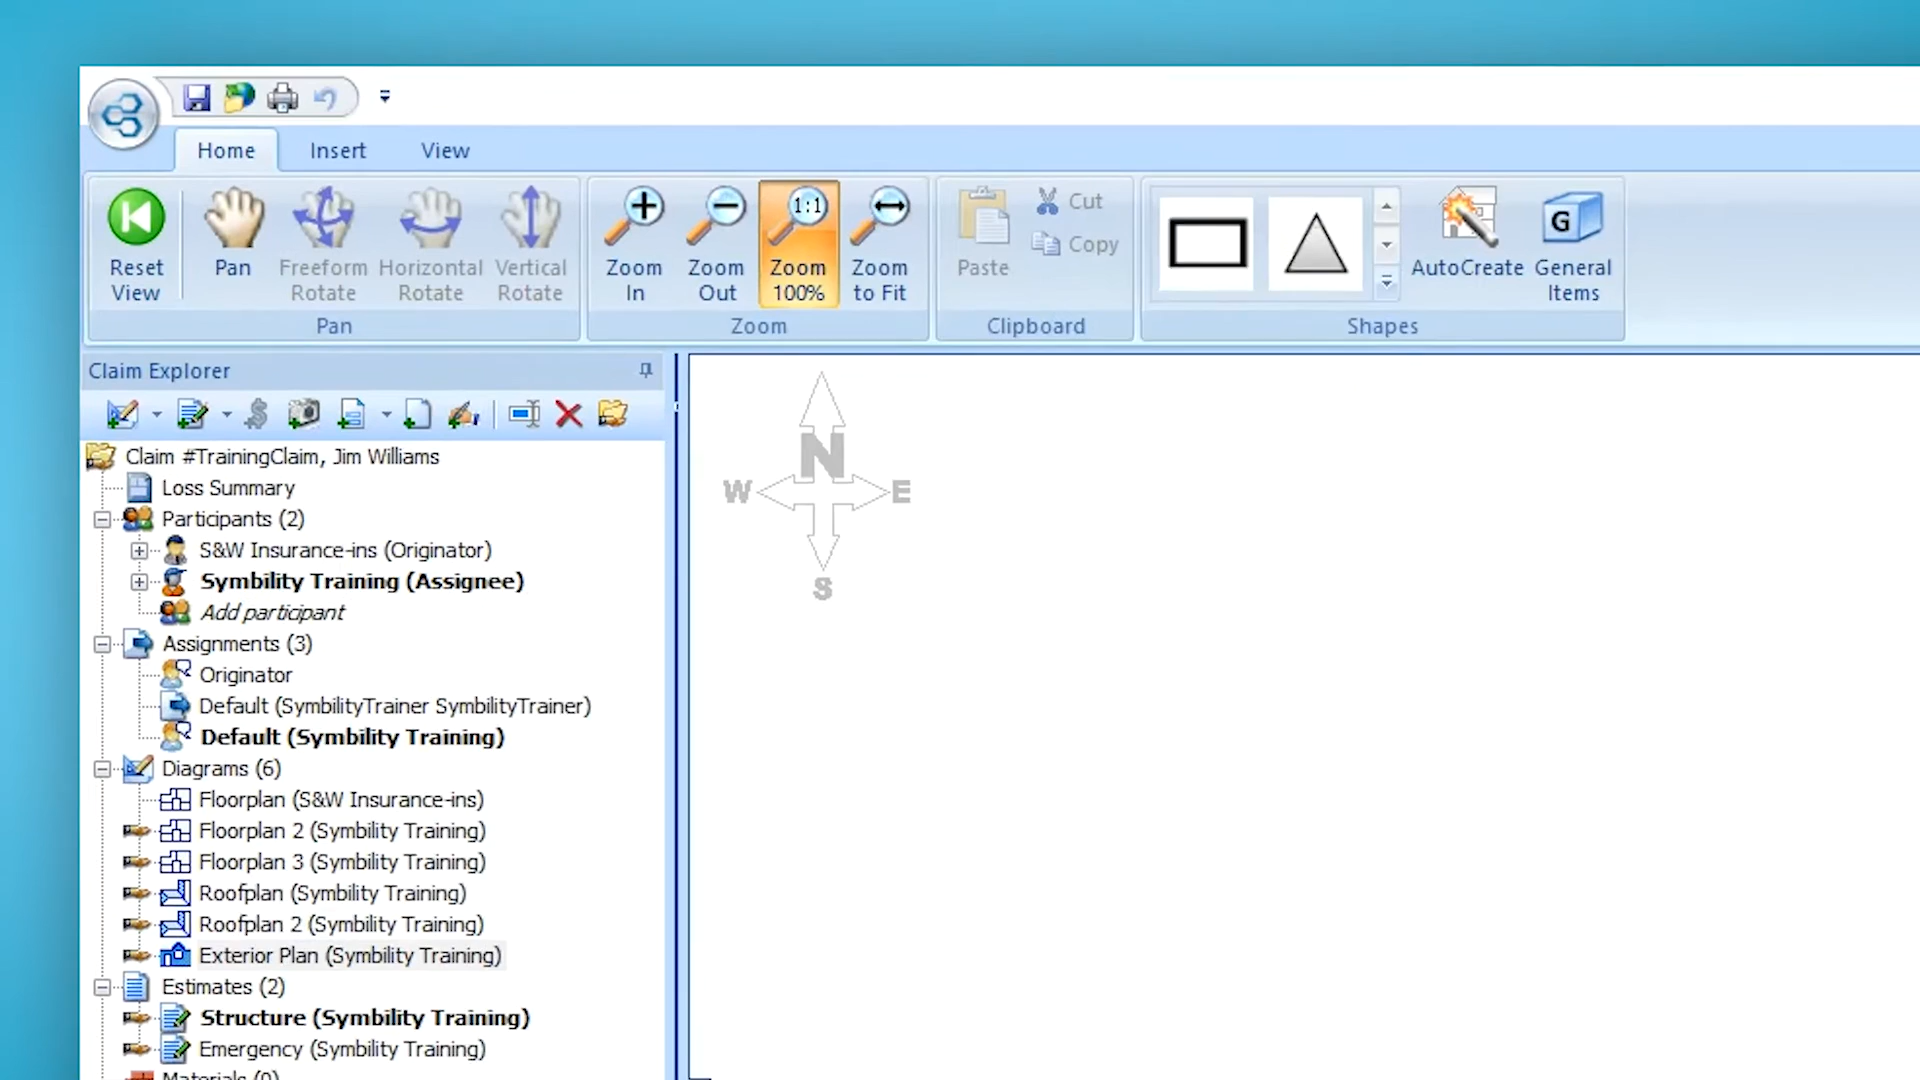 Home Insert View
Reset View
Pan
Freeform Rotate
Horizontal Rotate
Vertical Rotate
Pan
Zoom In
Zoom Out
1:1
Zoom 100%
Zoom to Fit
Zoom
Paste
Cut
Copy
Clipboard
AutoCreate
G
General Items
Shapes
Claim Explorer
Claim #TrainingClaim, Jim Williams
Loss Summary
Participants (2)
S&W Insurance-ins (Originator)
Symbility Training (Assignee)
Add participant
Assignments (3)
Originator
Default (SymbilityTrainer SymbilityTrainer)
Default (Symbility Training)
Diagrams (6)
Floorplan (S&W Insurance-ins)
Floorplan 2 (Symbility Training)
Floorplan 3 (Symbility Training)
Roofplan (Symbility Training)
Roofplan 2 (Symbility Training)
Exterior Plan (Symbility Training)
Estimates (2)
Structure (Symbility Training)
Emergency (Symbility Training)
Materials (0)
N
W E
S